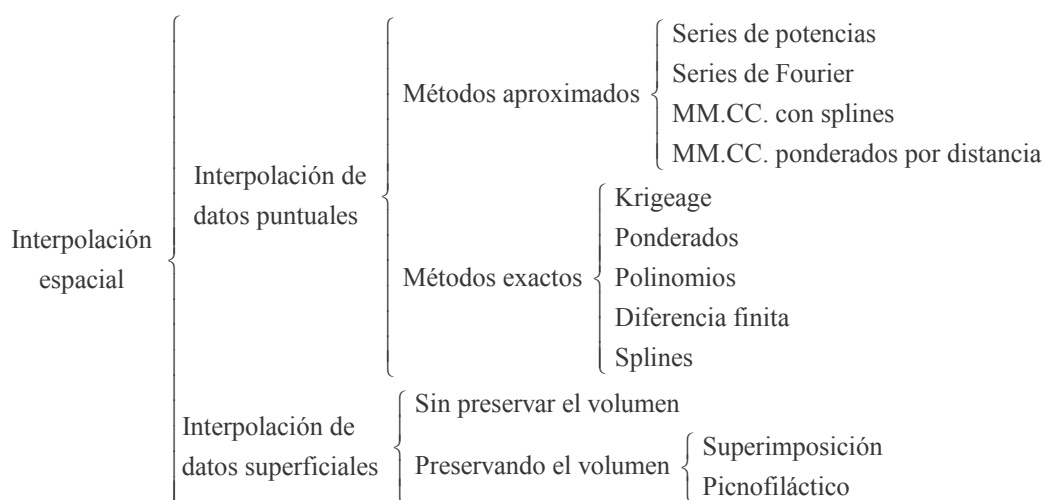 Interpolación
espacial
Interpolación de
datos puntuales
Métodos aproximados
Series de potencias
Series de Fourier
MM.CC. con splines
MM.CC. ponderados por distancia
Métodos exactos
Krigeage
Ponderados
Polinomios
Diferencia finita
Splines
Interpolación de
datos superficiales
Sin preservar el volumen
Preservando el volumen
Superimposición
Picnofiláctico